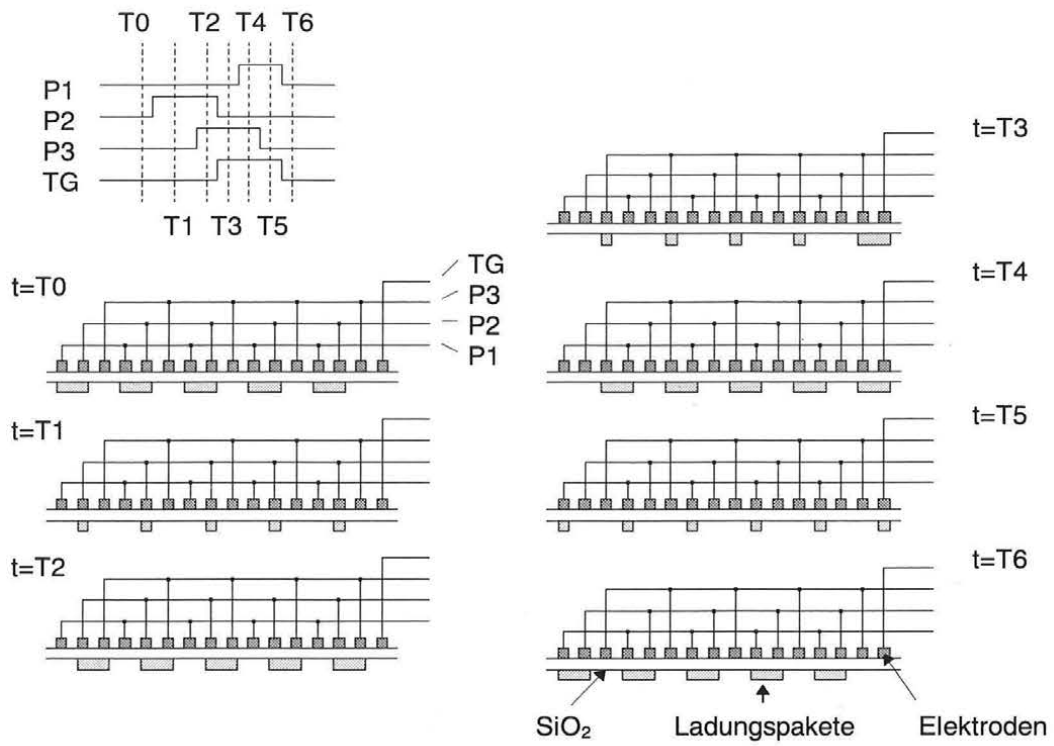 T0 T2 T4 T6
P1
P2
P3
TG
T1 T3 T5
t=T0
TG
P3
P2
P1
t=T1
t=T2
t=T3
t=T4
t=T5
t=T6
SiO₂ Ladungspakete Elektroden